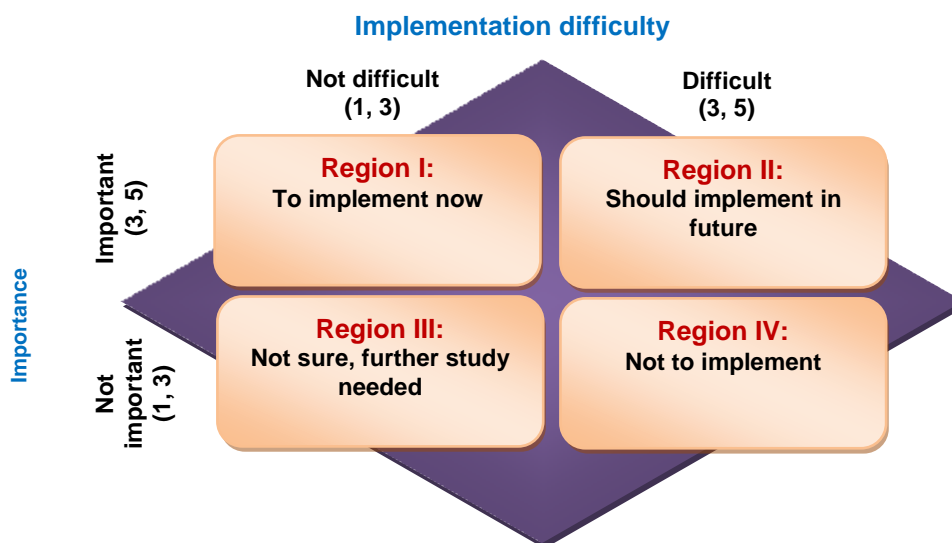 Implementation difficulty
Not difficult
(1, 3)
Difficult
(3, 5)
Importance
Important
(3, 5)
Region I:
To implement now
Region II:
Should implement in
future
Not
important
(1, 3)
Region III:
Not sure, further study
needed
Region IV:
Not to implement